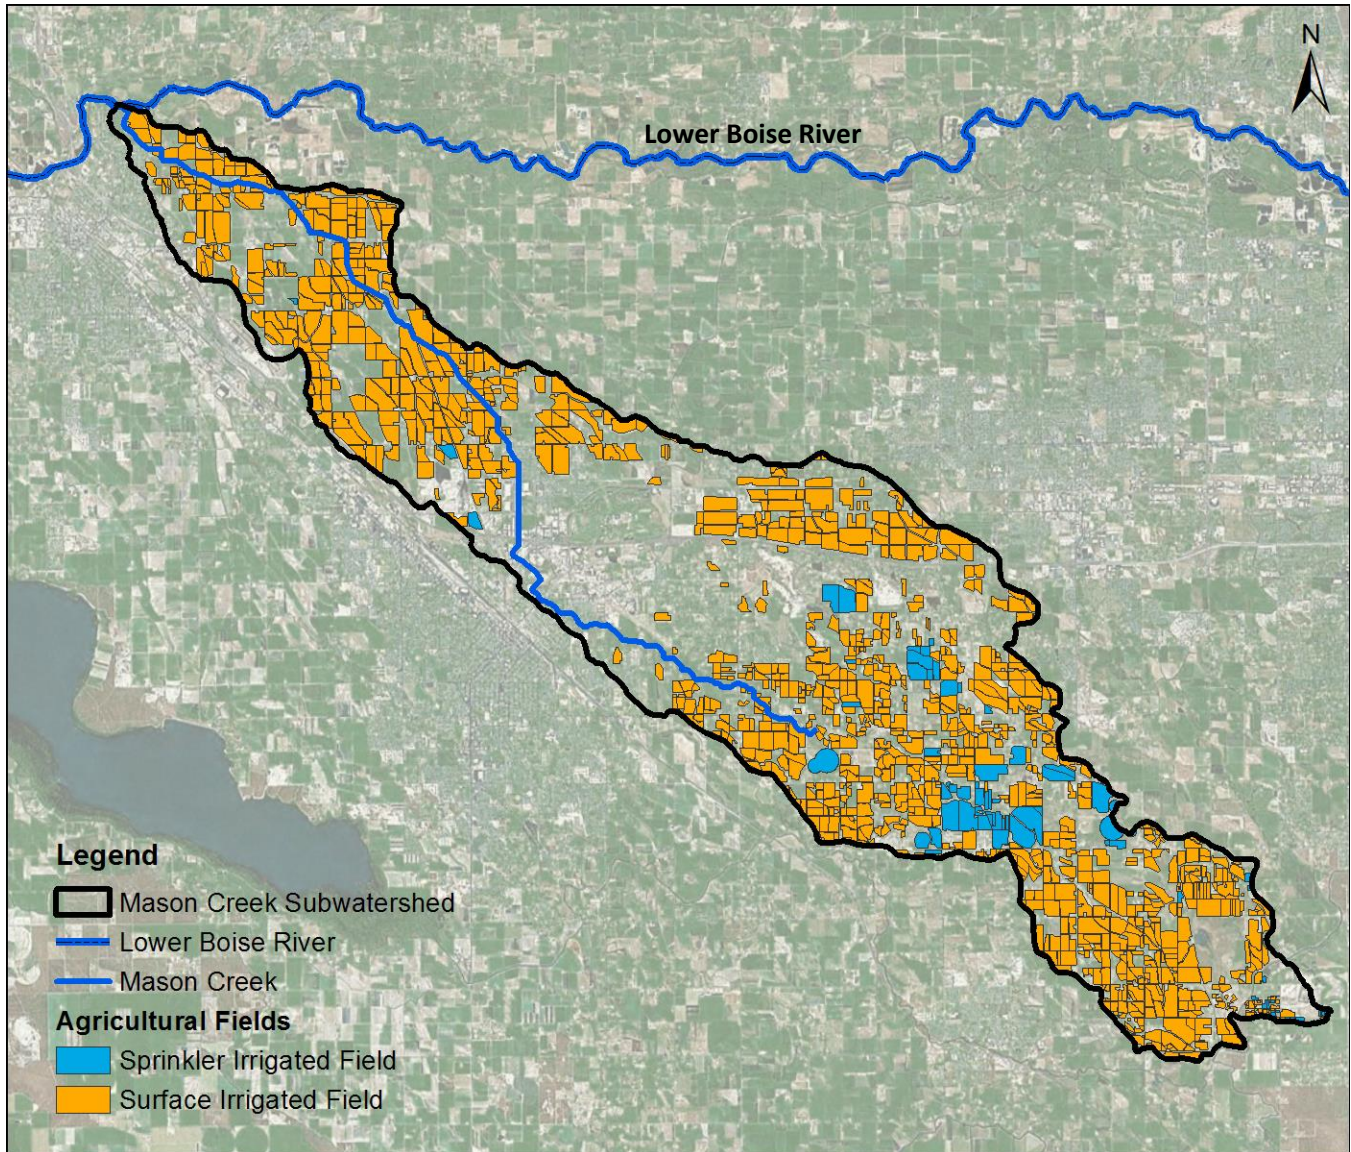 N
Lower Boise River
Legend
Mason Creek Subwatershed
Lower Boise River
Mason Creek
Agricultural Fields
Sprinkler Irrigated Field
Surface Irrigated Field